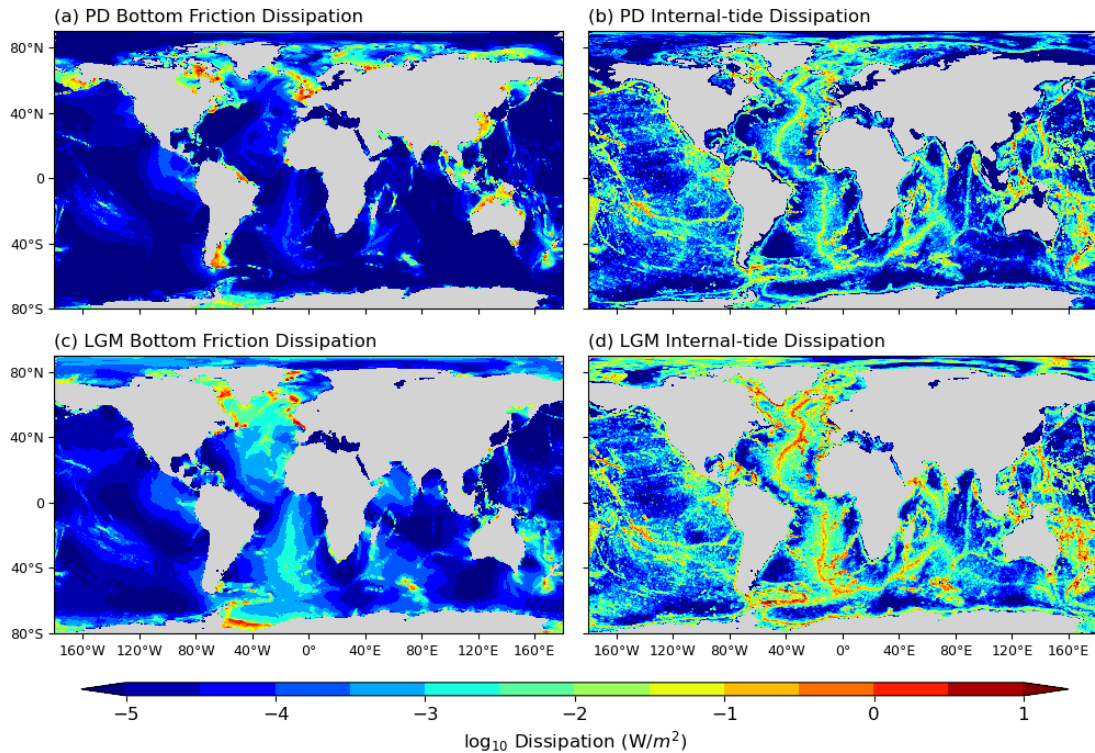 (a) PD Bottom Friction Dissipation
(b) PD Internal-tide Dissipation
80°N
40°N
0
40°S
80°S
(c) LGM Bottom Friction Dissipation
(d) LGM Internal-tide Dissipation
80°N
40°N
0
40°S
80°S
160°W 120°W 80°W 40°W 0° 40°E 80°E 120°E 160°E
160°W 120°W 80°W 40°W 0° 40°E 80°E 120°E 160°E
−5 −4 −3 −2 −1 0 1
log₁₀ Dissipation (W/m²)